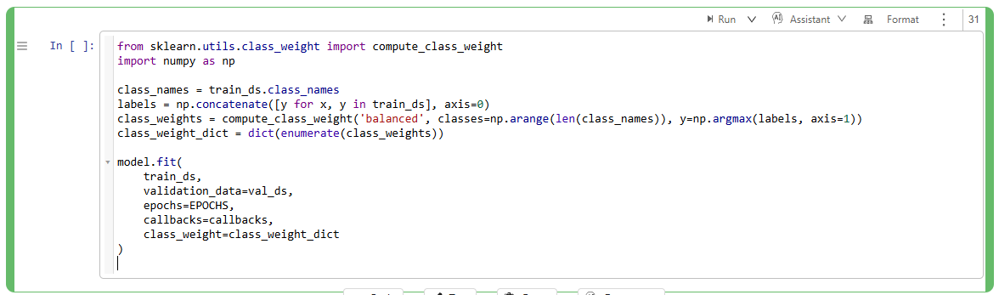 Run Assistant Format 31
In [ ]:
from sklearn.utils.class_weight import compute_class_weight
import numpy as np
class_names = train_ds.class_names
labels = np.concatenate([y for x, y in train_ds], axis=0)
class_weights = compute_class_weight('balanced', classes=np.arange(len(class_names)), y=np.argmax(labels, axis=1))
class_weight_dict = dict(enumerate(class_weights))
model.fit(
train_ds,
validation_data=val_ds,
epochs=EPOCHS,
callbacks=callbacks,
class_weight=class_weight_dict
)